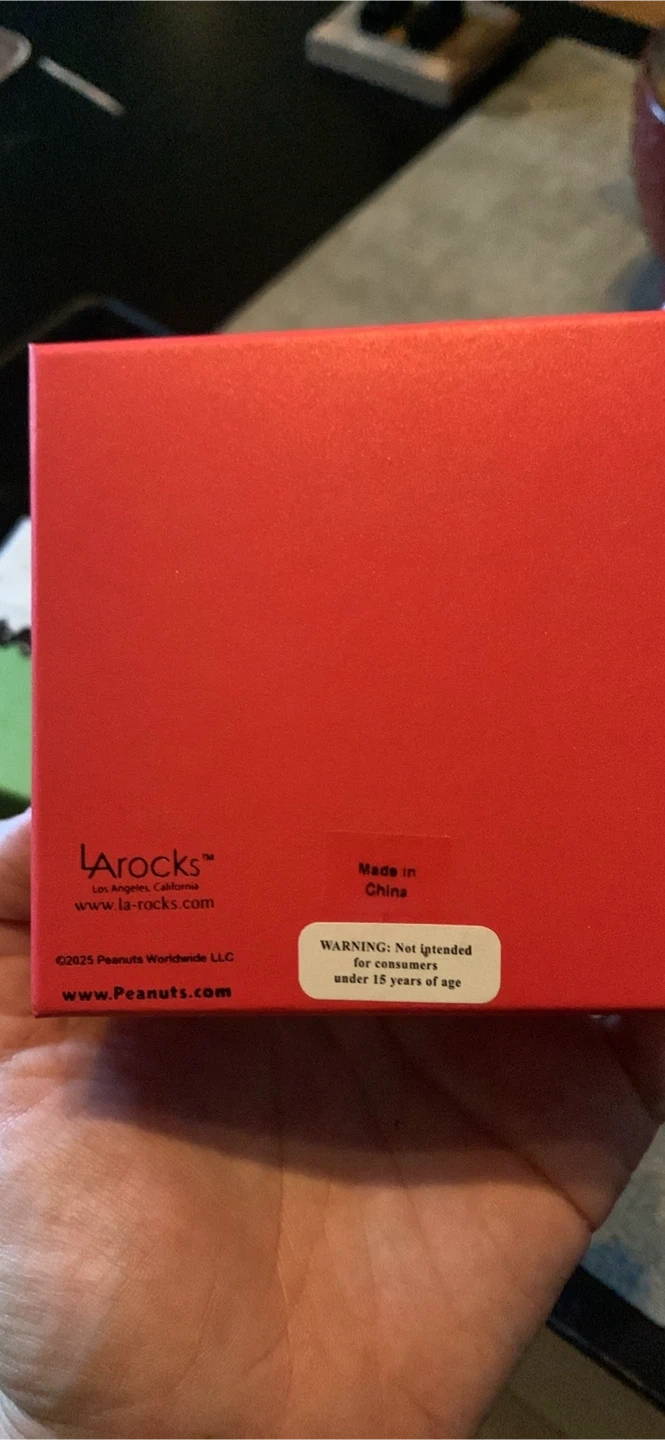 LArocks™
Los Angeles, California
www.la-rocks.com
©2025 Peanuts Worldwide LLC
www.Peanuts.com
Made in
China
WARNING: Not intended
for consumers
under 15 years of age